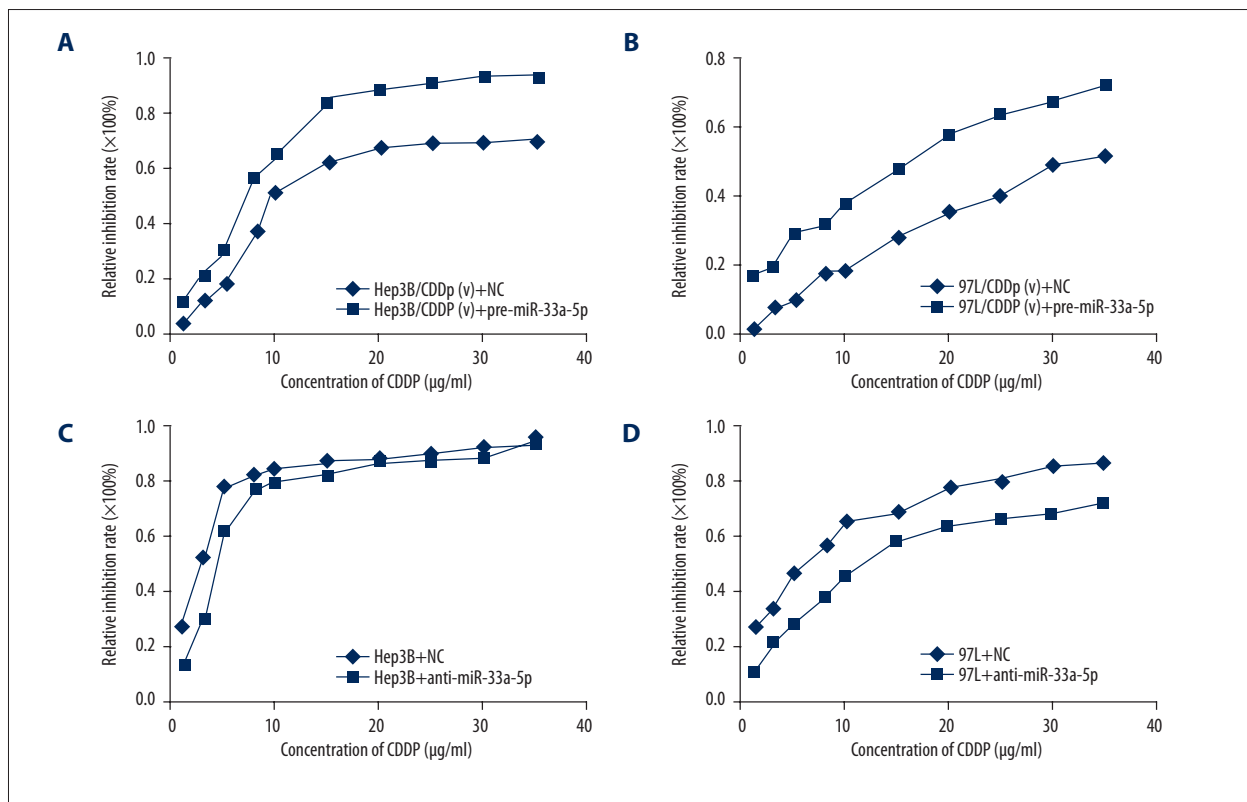 A
Relative inhibition rate (×100%)
1.0
0.8
0.6
0.4
0.2
0.0
Hep3B/CDDp (v)+NC
Hep3B/CDDP (v)+pre-miR-33a-5p
0 10 20 30 40
Concentration of CDDP (μg/ml)
B
Relative inhibition rate (×100%)
0.8
0.6
0.4
0.2
0.0
97L/CDDp (v)+NC
97L/CDDP (v)+pre-miR-33a-5p
0 10 20 30 40
Concentration of CDDP (μg/ml)
C
Relative inhibition rate (×100%)
1.0
0.8
0.6
0.4
0.2
0.0
Hep3B+NC
Hep3B+anti-miR-33a-5p
0 10 20 30 40
Concentration of CDDP (μg/ml)
D
Relative inhibition rate (×100%)
1.0
0.8
0.6
0.4
0.2
0.0
97L+NC
97L+anti-miR-33a-5p
0 10 20 30 40
Concentration of CDDP (μg/ml)